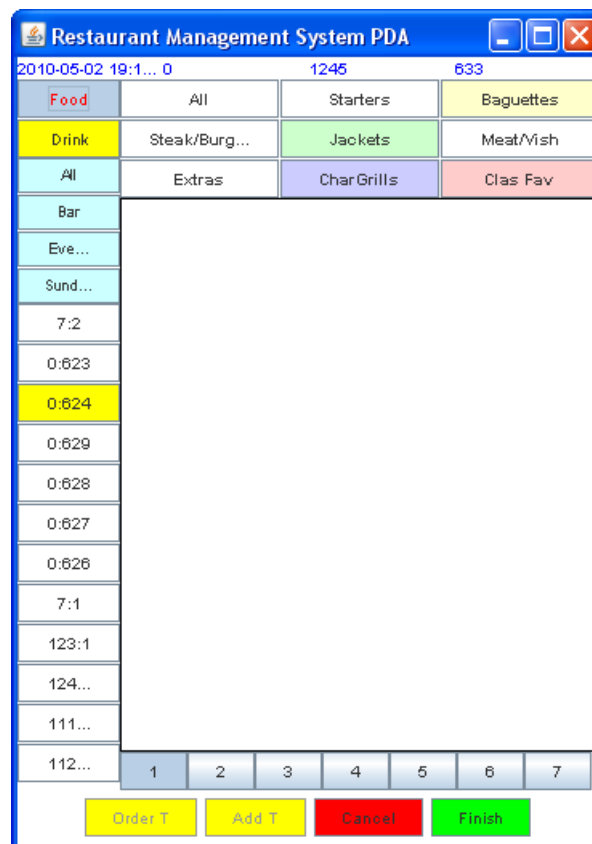 Restaurant Management System PDA
2010-05-02 19:1... 0 1245 633
Food All Starters Baguettes
Drink Steak/Burg... Jackets Meat/Vish
All Extras CharGrills Clas Fav
Bar
Eve...
Sund...
7:2
0:623
0:624
0:629
0:628
0:627
0:626
7:1
123:1
124...
111...
112...
1 2 3 4 5 6 7
Order T Add T Cancel Finish